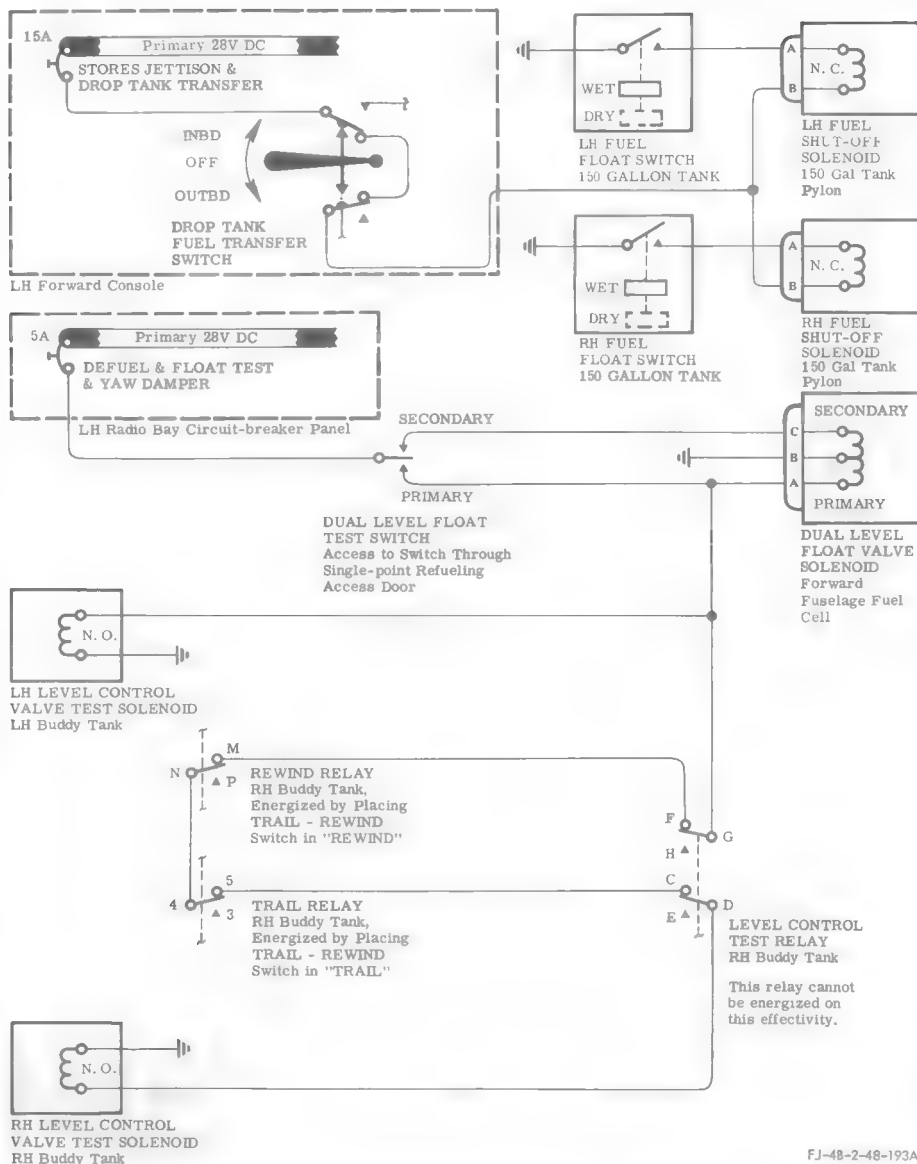 15A
Primary 28V DC
STORES JETTISON &
DROP TANK TRANSFER
INBD
OFF
OUTBD
DROP TANK
FUEL TRANSFER
SWITCH
LH Forward Console
WET
DRY
LH FUEL
FLOAT SWITCH
150 GALLON TANK
A
B
N. C.
LH FUEL
SHUT-OFF
SOLENOID
150 Gal Tank
Pylon
WET
DRY
RH FUEL
FLOAT SWITCH
150 GALLON TANK
A
B
N. C.
RH FUEL
SHUT-OFF
SOLENOID
150 Gal Tank
Pylon
5A
Primary 28V DC
DEFUEL & FLOAT TEST
& YAW DAMPER
LH Radio Bay Circuit-breaker Panel
SECONDARY
PRIMARY
DUAL LEVEL FLOAT
TEST SWITCH
Access to Switch Through
Single-point Refueling
Access Door
SECONDARY
C
B
A
PRIMARY
DUAL LEVEL
FLOAT VALVE
SOLENOID
Forward
Fuselage Fuel
Cell
N. O.
LH LEVEL CONTROL
VALVE TEST SOLENOID
LH Buddy Tank
M
N
P
REWIND RELAY
RH Buddy Tank,
Energized by Placing
TRAIL - REWIND
Switch in "REWIND"
F
G
H
5
4
3
TRAIL RELAY
RH Buddy Tank,
Energized by Placing
TRAIL - REWIND
Switch in "TRAIL"
C
D
E
LEVEL CONTROL
TEST RELAY
RH Buddy Tank
This relay cannot
be energized on
this effectivity.
N. O.
RH LEVEL CONTROL
VALVE TEST SOLENOID
RH Buddy Tank
FJ-4B-2-48-193A